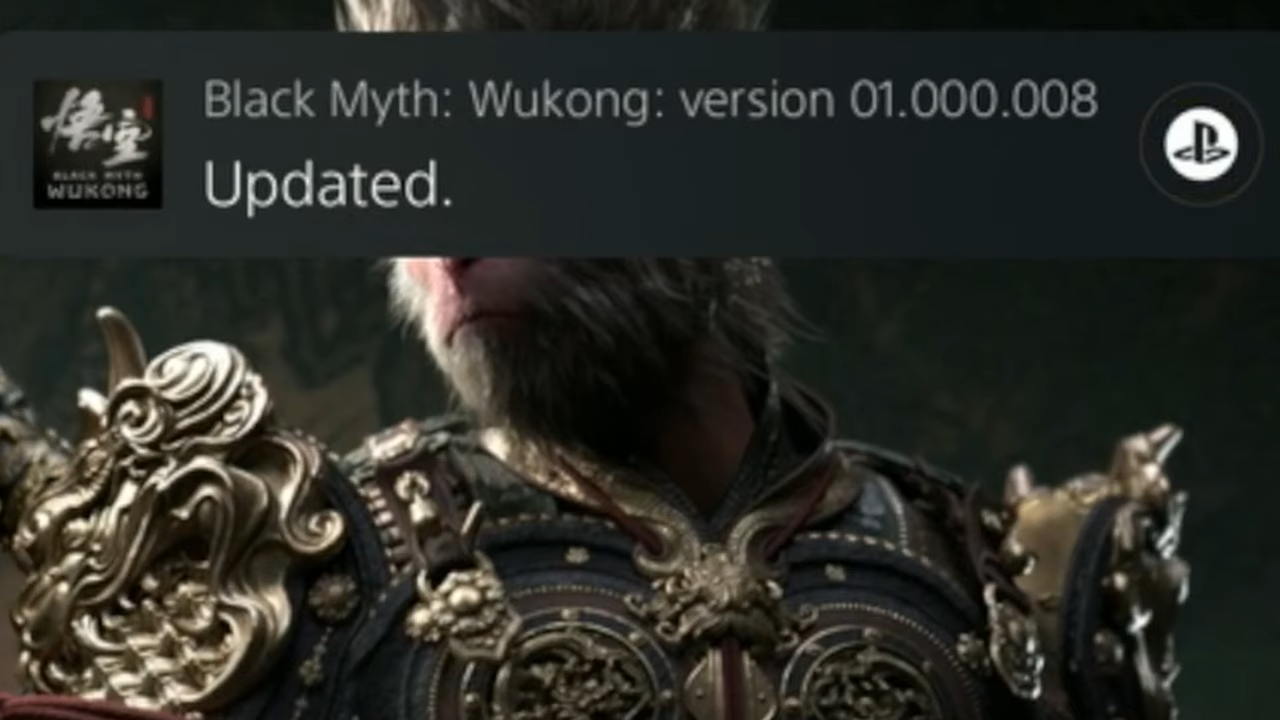 Black Myth: Wukong: version 01.000.008
Updated.
悟空
BLACK MYTH
WUKONG